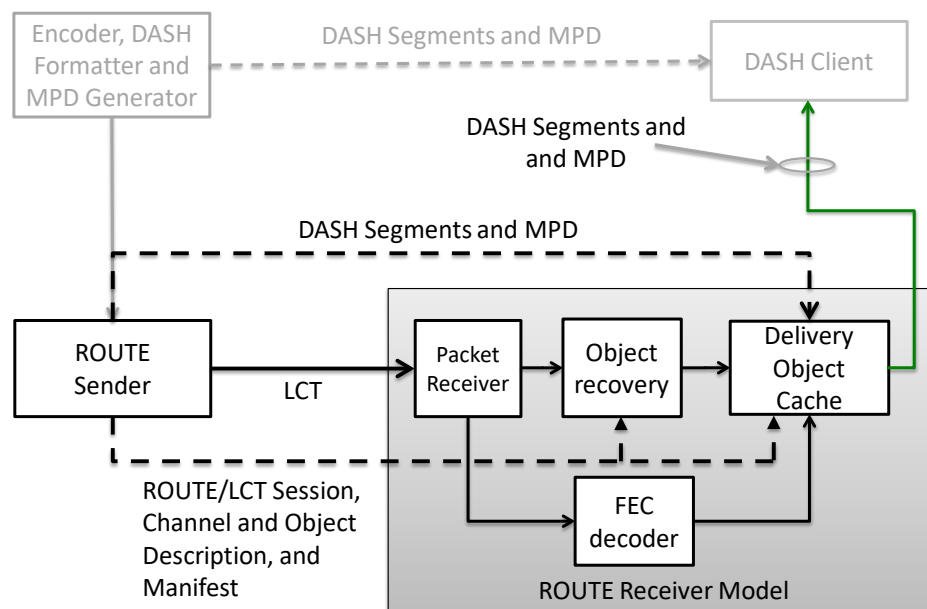 Encoder, DASH
Formatter and
MPD Generator
DASH Segments and MPD
DASH Client
DASH Segments and
and MPD
DASH Segments and MPD
ROUTE
Sender
LCT
Packet
Receiver
Object
recovery
Delivery
Object
Cache
ROUTE/LCT Session,
Channel and Object
Description, and
Manifest
FEC
decoder
ROUTE Receiver Model